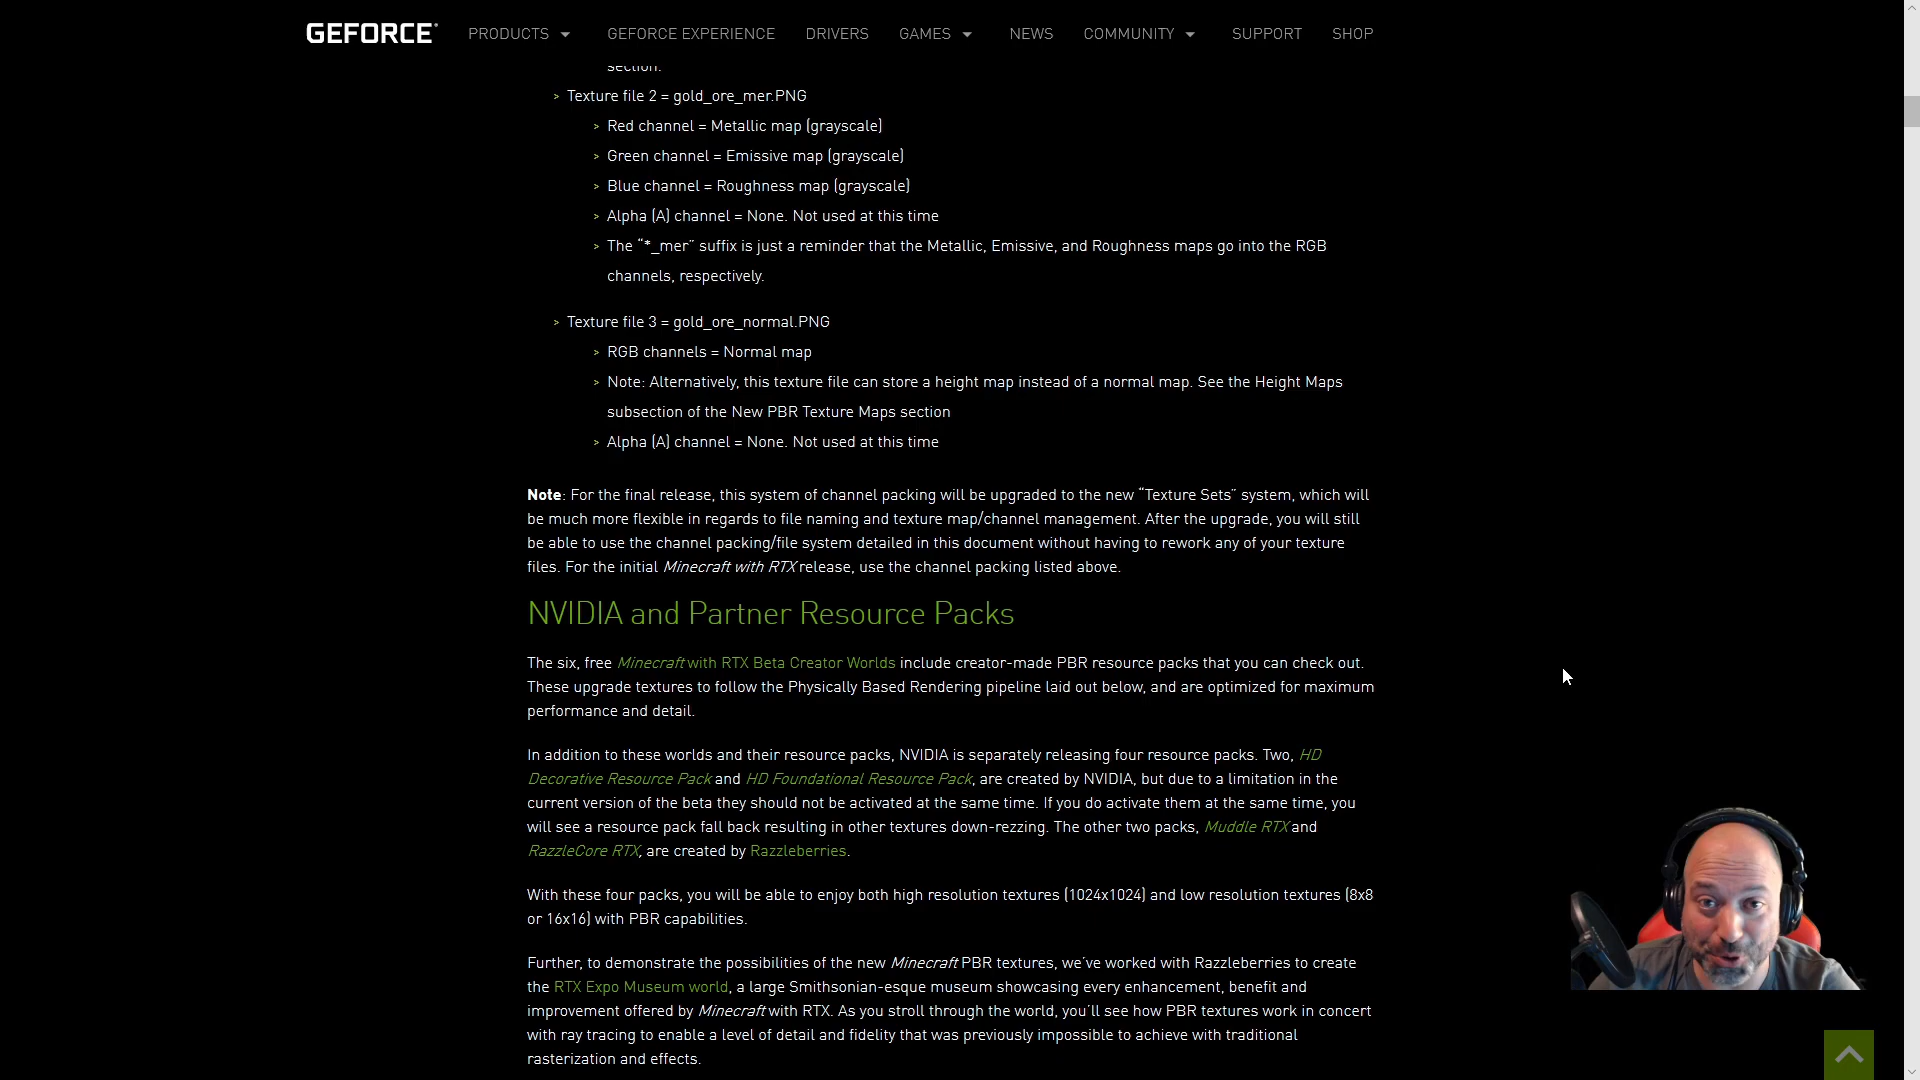 GEFORCE PRODUCTS GEFORCE EXPERIENCE DRIVERS GAMES NEWS COMMUNITY SUPPORT SHOP
section.
> Texture file 2 = gold_ore_mer.PNG
> Red channel = Metallic map (grayscale)
> Green channel = Emissive map (grayscale)
> Blue channel = Roughness map (grayscale)
> Alpha (A) channel = None. Not used at this time
> The “*_mer” suffix is just a reminder that the Metallic, Emissive, and Roughness maps go into the RGB
channels, respectively.
> Texture file 3 = gold_ore_normal.PNG
> RGB channels = Normal map
> Note: Alternatively, this texture file can store a height map instead of a normal map. See the Height Maps
subsection of the New PBR Texture Maps section
> Alpha (A) channel = None. Not used at this time
Note: For the final release, this system of channel packing will be upgraded to the new “Texture Sets” system, which will
be much more flexible in regards to file naming and texture map/channel management. After the upgrade, you will still
be able to use the channel packing/file system detailed in this document without having to rework any of your texture
files. For the initial Minecraft with RTX release, use the channel packing listed above.
NVIDIA and Partner Resource Packs
The six, free Minecraft with RTX Beta Creator Worlds include creator-made PBR resource packs that you can check out.
These upgrade textures to follow the Physically Based Rendering pipeline laid out below, and are optimized for maximum
performance and detail.
In addition to these worlds and their resource packs, NVIDIA is separately releasing four resource packs. Two, HD
Decorative Resource Pack and HD Foundational Resource Pack, are created by NVIDIA, but due to a limitation in the
current version of the beta they should not be activated at the same time. If you do activate them at the same time, you
will see a resource pack fall back resulting in other textures down-rezzing. The other two packs, Muddle RTX and
RazzleCore RTX, are created by Razzleberries.
With these four packs, you will be able to enjoy both high resolution textures (1024x1024) and low resolution textures (8x8
or 16x16) with PBR capabilities.
Further, to demonstrate the possibilities of the new Minecraft PBR textures, we’ve worked with Razzleberries to create
the RTX Expo Museum world, a large Smithsonian-esque museum showcasing every enhancement, benefit and
improvement offered by Minecraft with RTX. As you stroll through the world, you’ll see how PBR textures work in concert
with ray tracing to enable a level of detail and fidelity that was previously impossible to achieve with traditional
rasterization and effects.